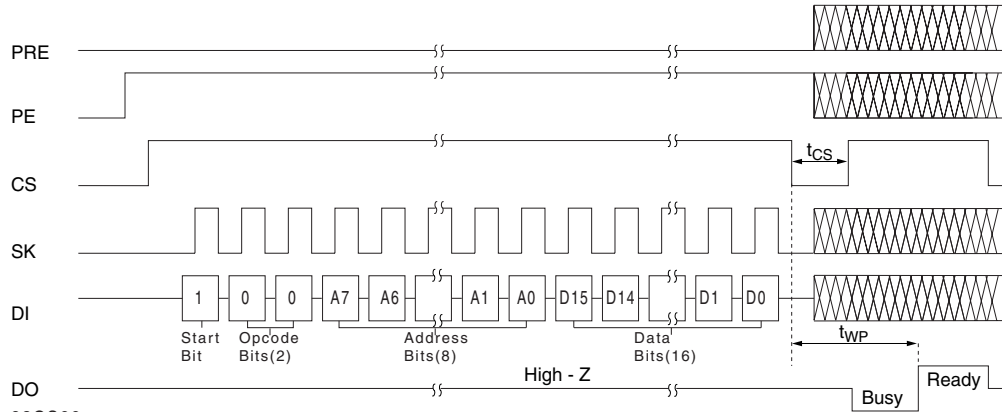 PRE
PE
CS
tCS
SK
DI
1 0 0 A7 A6 A1 A0 D15 D14 D1 D0
Start
Bit
Opcode
Bits(2)
Address
Bits(8)
Data
Bits(16)
tWP
DO
High - Z
Busy
Ready